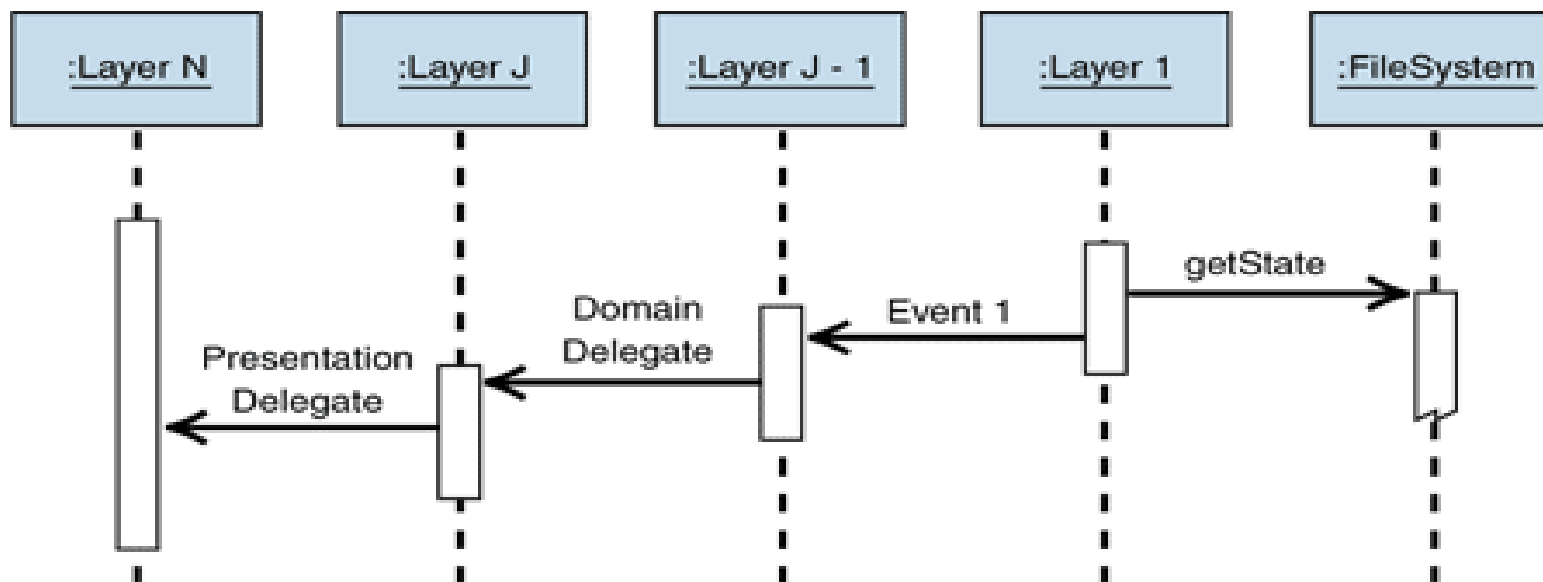 :Layer N
:Layer J
:Layer J - 1
:Layer 1
:FileSystem
getState
Event 1
Domain
Delegate
Presentation
Delegate